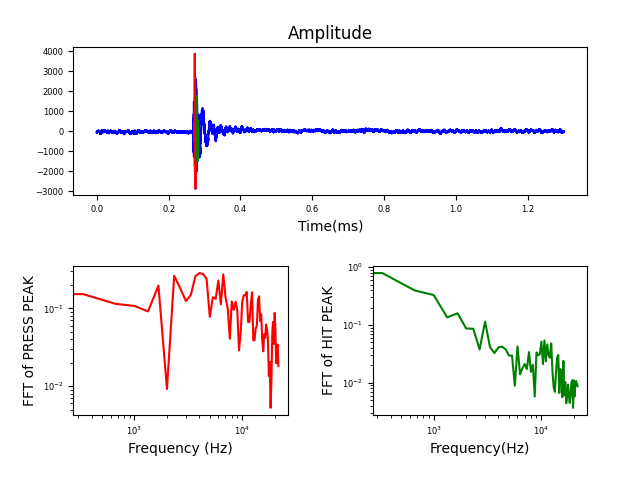 Amplitude
4000
3000
2000
1000
0
−1000
−2000
−3000
0.0 0.2 0.4 0.6 0.8 1.0 1.2
Time(ms)
FFT of PRESS PEAK
10⁻¹
10⁻²
10³ 10⁴
Frequency (Hz)
FFT of HIT PEAK
10⁰
10⁻¹
10⁻²
10³ 10⁴
Frequency(Hz)